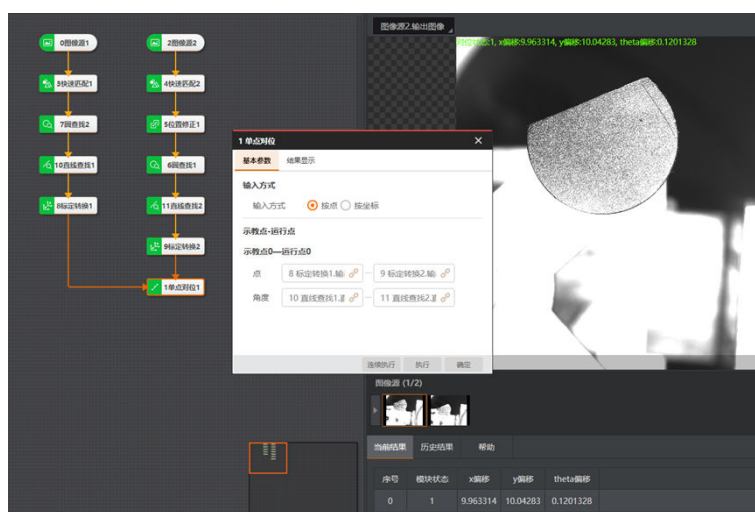 0图像源1
2图像源2
3快速匹配1
4快速匹配2
7圆查找2
5位置修正1
10直线查找1
6圆查找1
8标定转换1
11直线查找2
9标定转换2
1单点对位1
图像源2.输出图像
x偏移:9.963314, y偏移:10.04283, theta偏移:0.1201328
1 单点对位
基本参数 结果显示
输入方式
输入方式 按点 按坐标
示教点-运行点
示教点0—运行点0
点 8 标定转换1.输 9 标定转换2.输
角度 10 直线查找1.直 11 直线查找2.直
连续执行 执行 确定
图像源 (1/2)
当前结果 历史结果 帮助
序号 模块状态 x偏移 y偏移 theta偏移
0 1 9.963314 10.04283 0.1201328